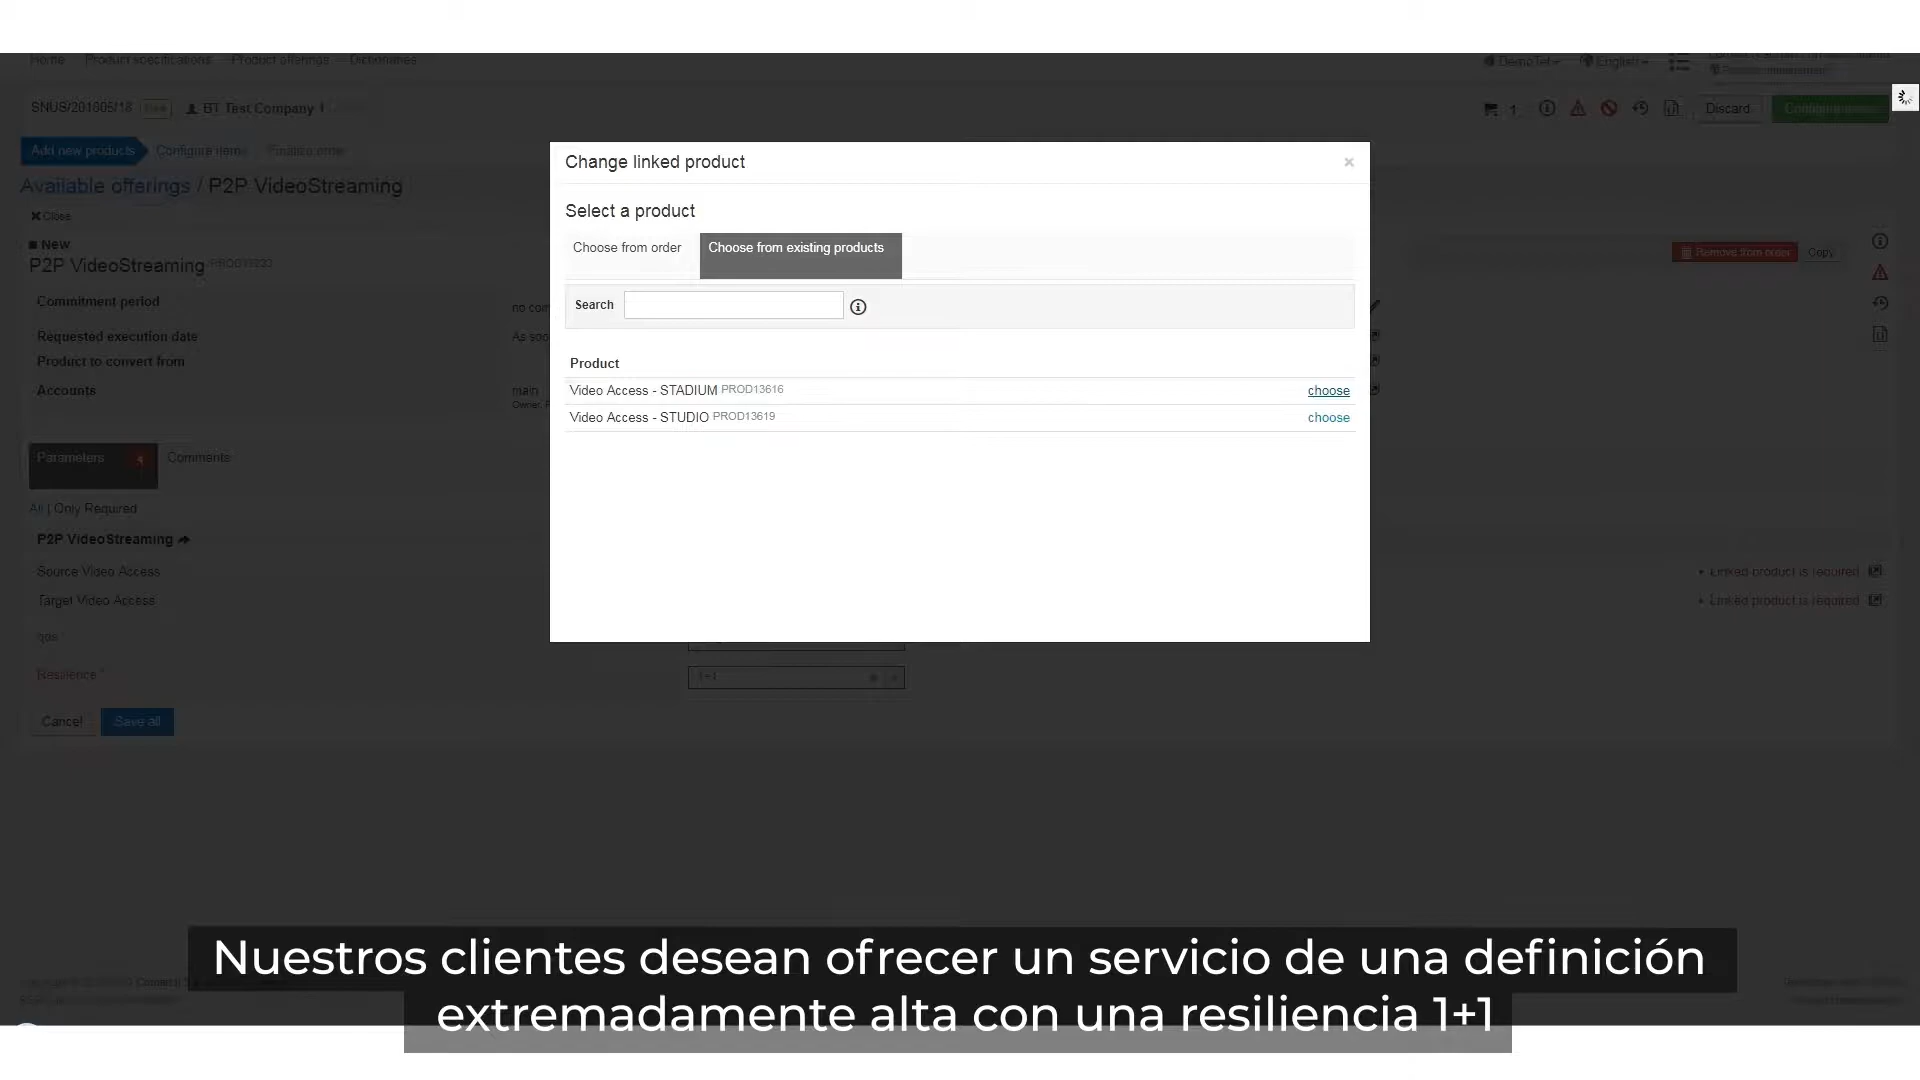 Home Product specifications Product offerings Dictionaries
DemoTel English
SNUS/201605/18 BT Test Company 1
1 Discard
Add new products Configure items Finalize order
Available offerings / P2P VideoStreaming
Close
New
P2P VideoStreaming
Remove from order Copy
Commitment period no com
Requested execution date As soo
Product to convert from
Accounts main
Owner,
Change linked product ×
Select a product
Choose from order Choose from existing products
Search
Product
Video Access - STADIUM PROD13616 choose
Video Access - STUDIO PROD13619 choose
Parameters 4 Comments
All | Only Required
P2P VideoStreaming
Source Video Access Linked product is required
Target Video Access Linked product is required
qos
Resilience * 1+1
Cancel Save all
Nuestros clientes desean ofrecer un servicio de una definición
extremadamente alta con una resiliencia 1+1